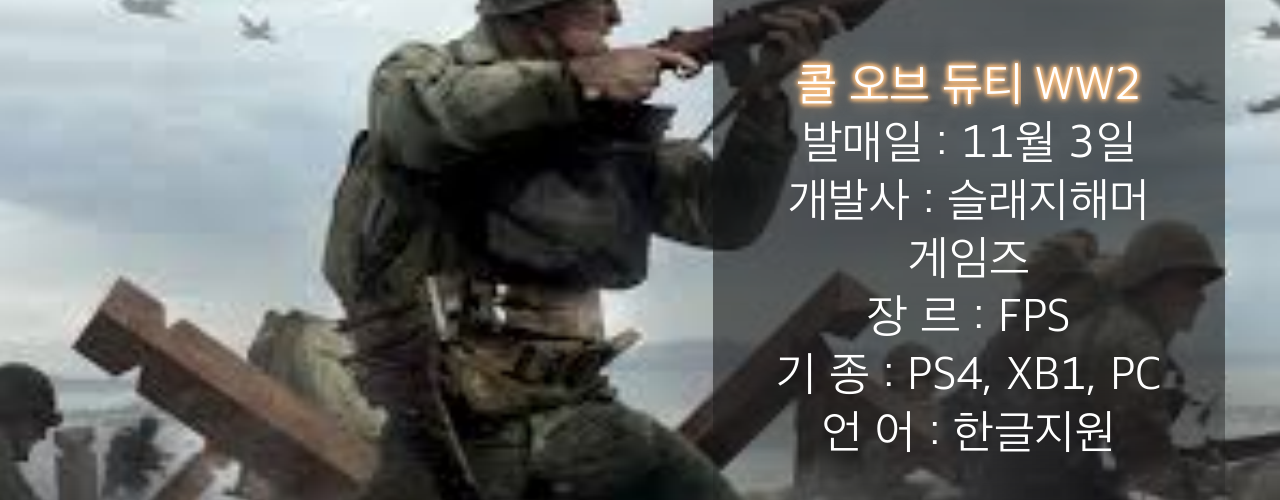 콜 오브 듀티 WW2
발매일 : 11월 3일
개발사 : 슬래지해머
게임즈
장 르 : FPS
기 종 : PS4, XB1, PC
언 어 : 한글지원